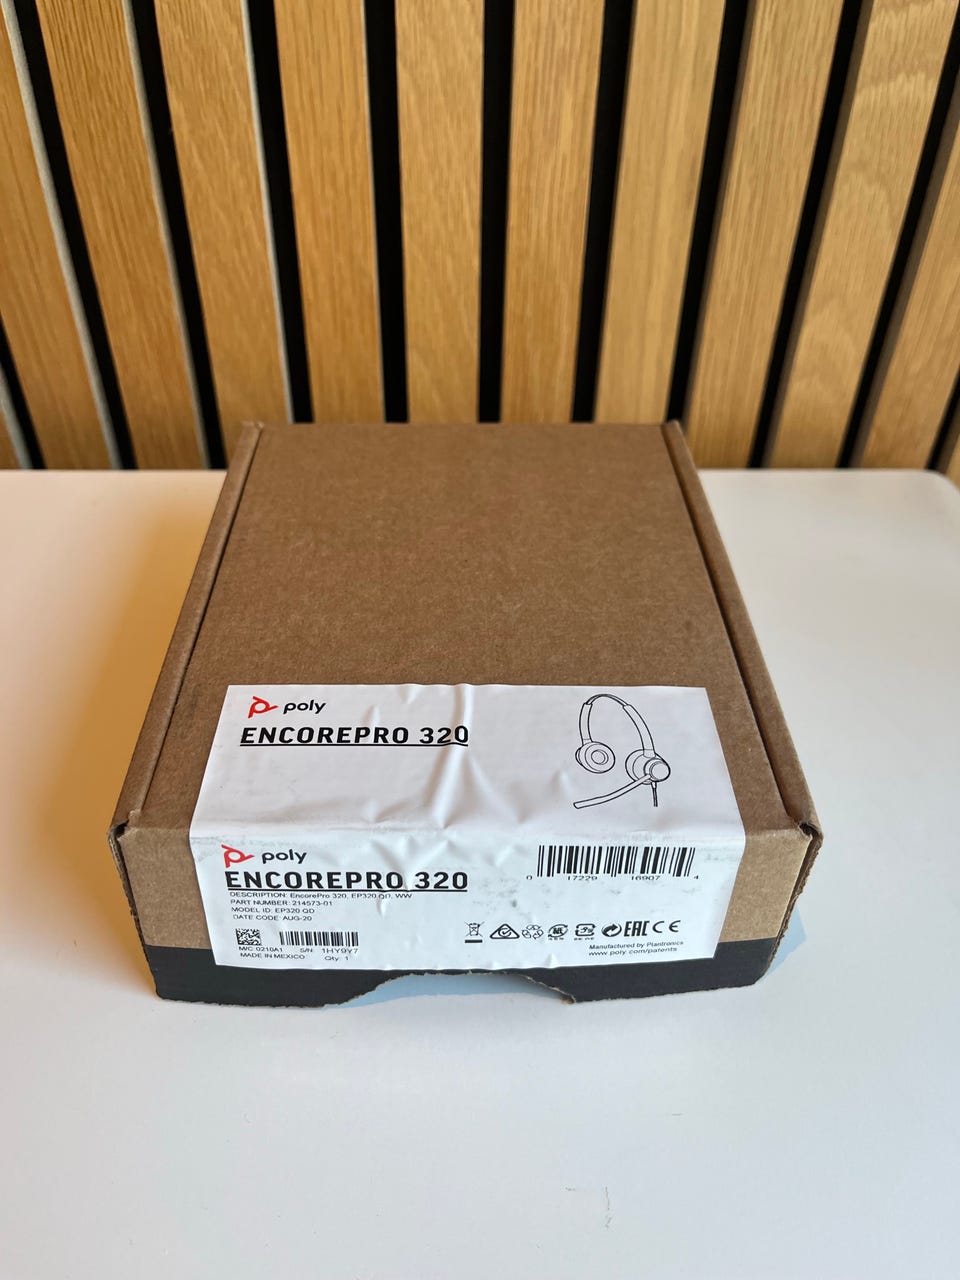 poly
ENCOREPRO 320
poly
ENCOREPRO 320
DESCRIPTION: EncorePro 320, EP320 QD, WW
PART NUMBER: 214573-01
MODEL ID: EP320 QD
DATE CODE: AUG-20
M/C 0210A1 S/N: 1HY9Y7
MADE IN MEXICO Qty: 1
0 17229 16907 4
EAC CE
Manufactured by Plantronics
www.poly.com/patents